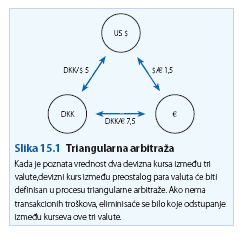 US $
DKK/$ 5
$/€ 1,5
DKK
€
DKK/€ 7,5
Slika 15.1 Triangularna arbitraža
Kada je poznata vrednost dva devizna kursa između tri
valute,devizni kurs između preostalog para valuta će biti
definisan u procesu triangularne arbitraže. Ako nema
transakcionih troškova, eliminisaće se bilo koje odstupanje
između kurseva ove tri valute.